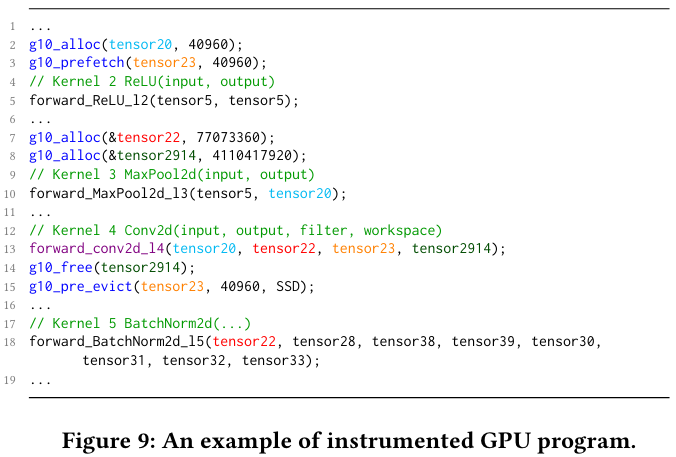 1 ...
2 g10_alloc(tensor20, 40960);
3 g10_prefetch(tensor23, 40960);
4 // Kernel 2 ReLU(input, output)
5 forward_ReLU_l2(tensor5, tensor5);
6 ...
7 g10_alloc(&tensor22, 77073360);
8 g10_alloc(&tensor2914, 4110417920);
9 // Kernel 3 MaxPool2d(input, output)
10 forward_MaxPool2d_l3(tensor5, tensor20);
11 ...
12 // Kernel 4 Conv2d(input, output, filter, workspace)
13 forward_conv2d_l4(tensor20, tensor22, tensor23, tensor2914);
14 g10_free(tensor2914);
15 g10_pre_evict(tensor23, 40960, SSD);
16 ...
17 // Kernel 5 BatchNorm2d(...)
18 forward_BatchNorm2d_l5(tensor22, tensor28, tensor38, tensor39, tensor30,
tensor31, tensor32, tensor33);
19 ...
Figure 9: An example of instrumented GPU program.